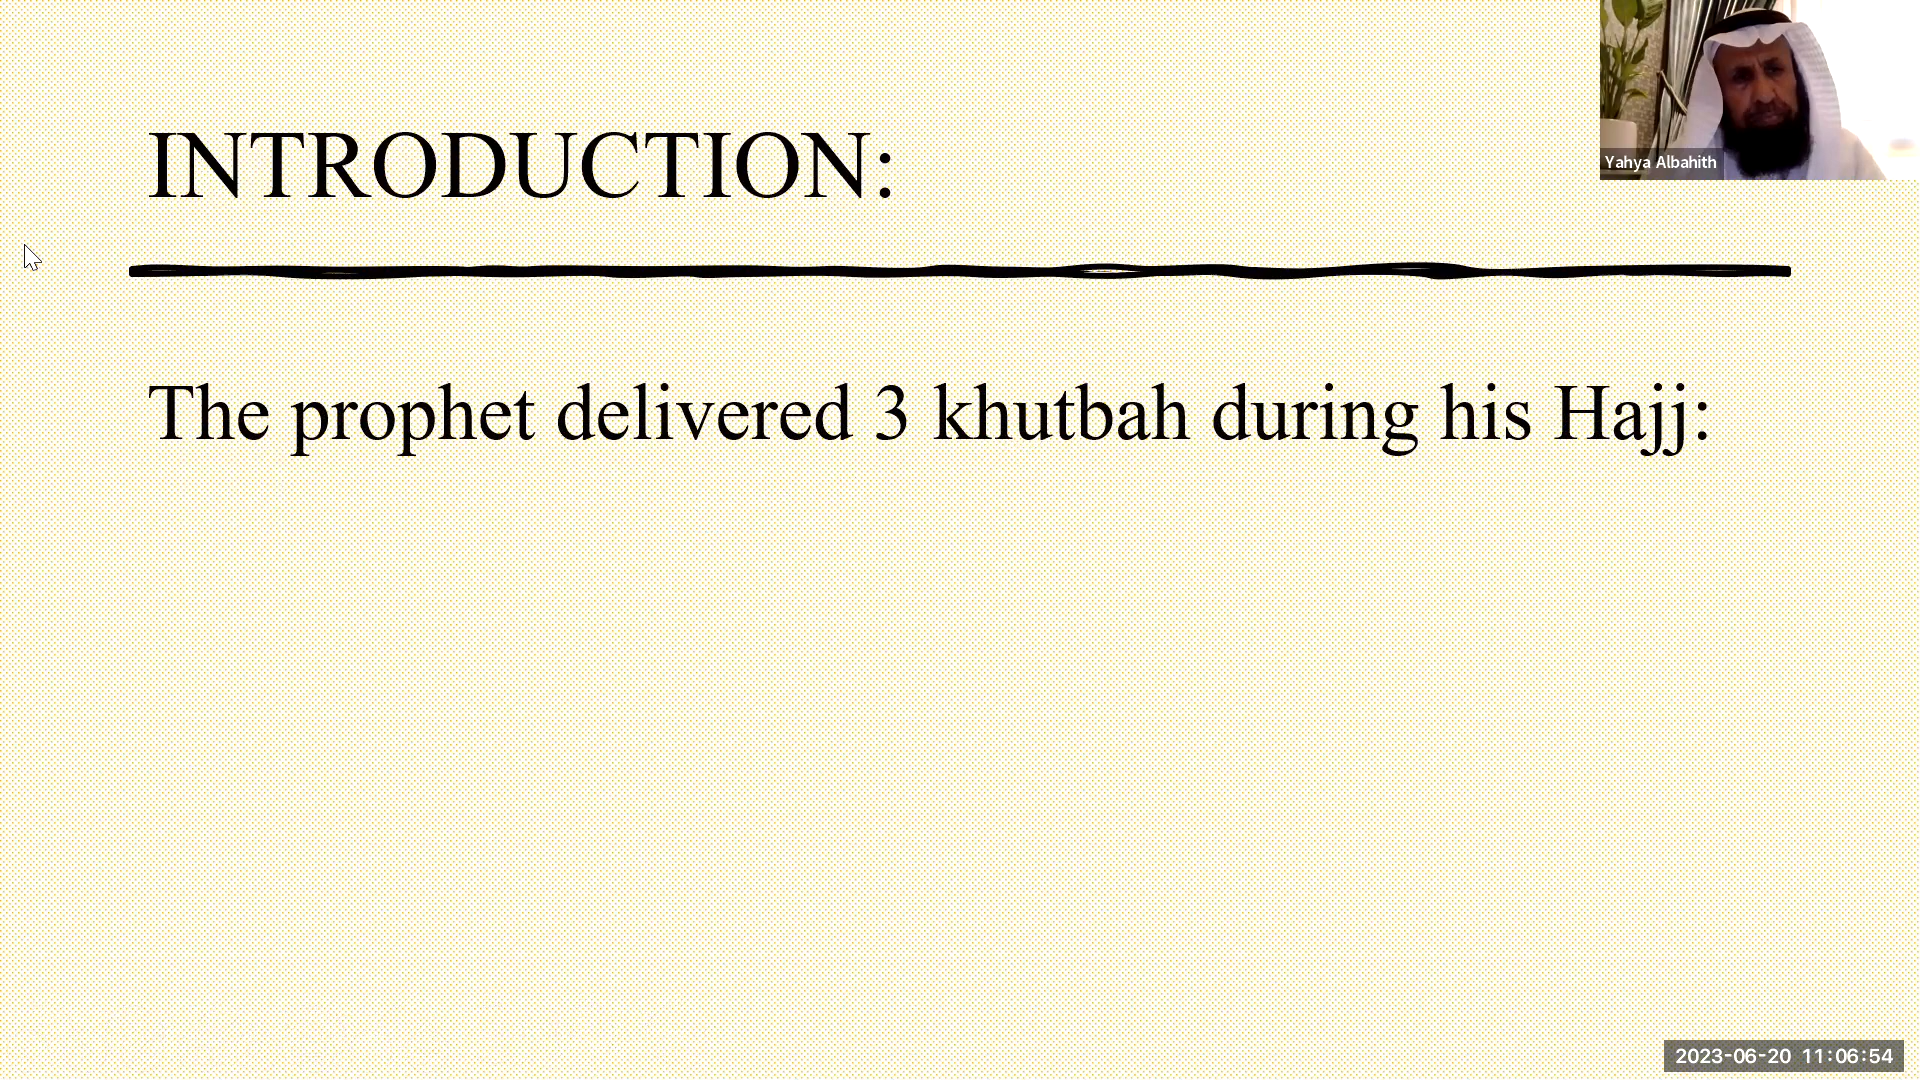 INTRODUCTION:
Yahya Albahith
The prophet delivered 3 khutbah during his Hajj:
2023-06-20 11:06:54